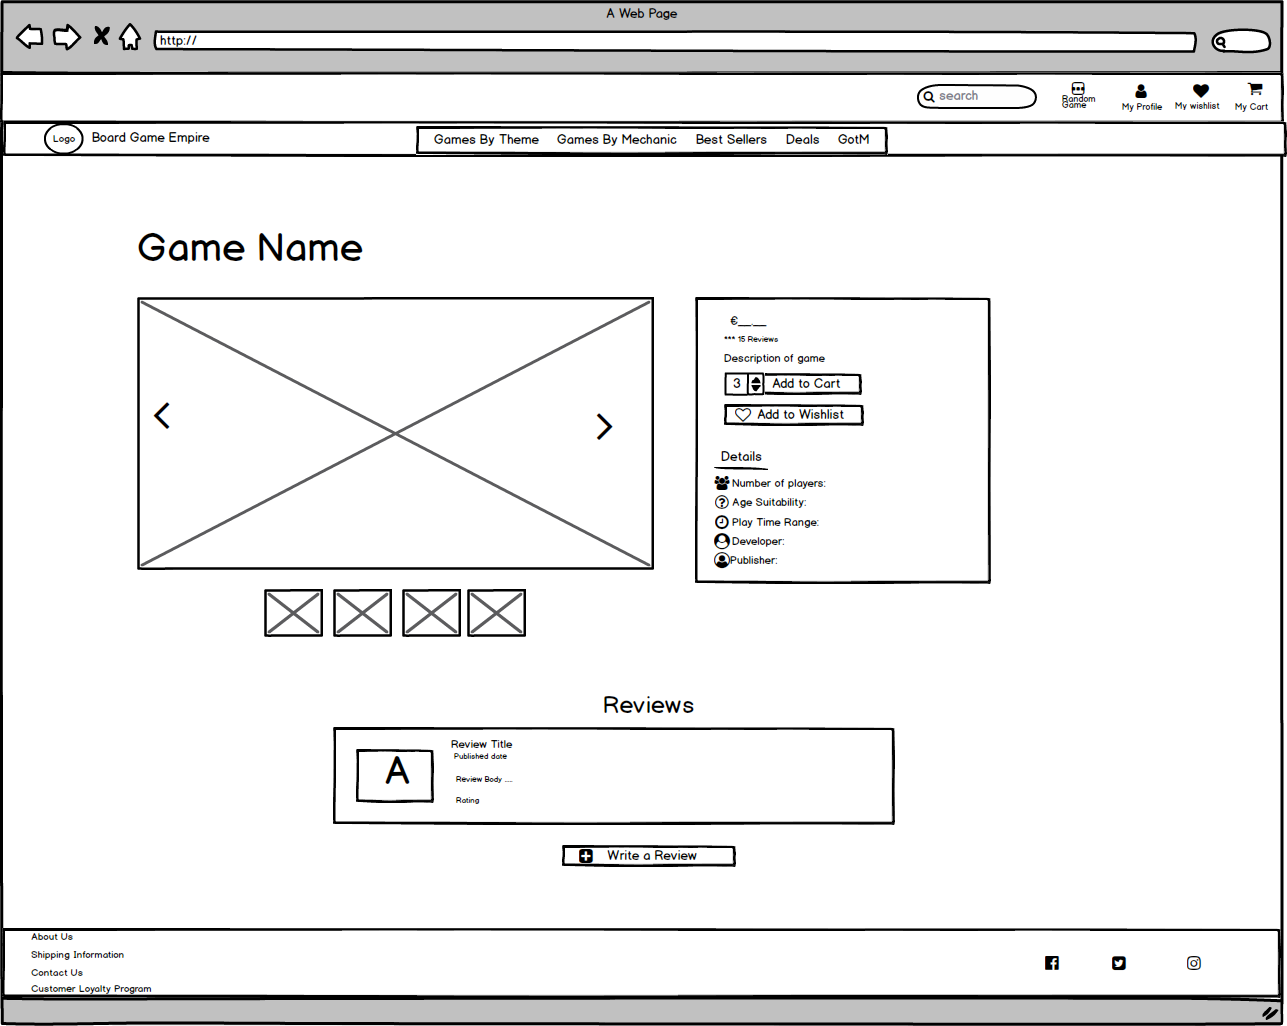 A Web Page
http://
search
Random
Game
My Profile
My wishlist
My Cart
Logo
Board Game Empire
Games By Theme
Games By Mechanic
Best Sellers
Deals
GotM
Game Name
€__.__
*** 15 Reviews
Description of game
3
Add to Cart
Add to Wishlist
Details
Number of players:
Age Suitability:
Play Time Range:
Developer:
Publisher:
Reviews
A
Review Title
Published date
Review Body ....
Rating
Write a Review
About Us
Shipping Information
Contact Us
Customer Loyalty Program